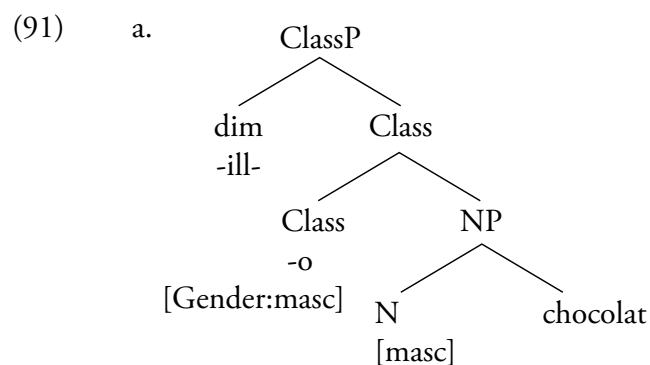 (91) a. ClassP
dim Class
-ill-
Class NP
-o
[Gender:masc] N chocolat
[masc]